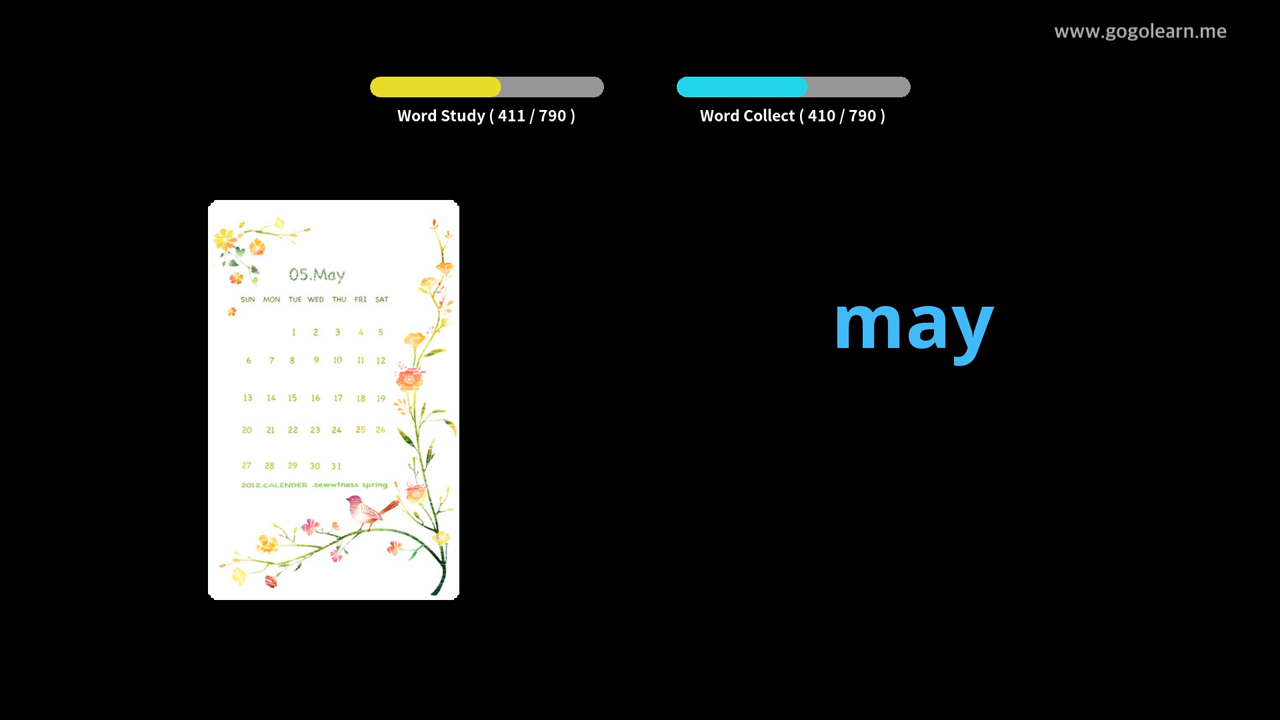 www.gogolearn.me
Word Study ( 411 / 790 )
Word Collect ( 410 / 790 )
05.May
SUN MON TUE WED THU FRI SAT
1 2 3 4 5
6 7 8 9 10 11 12
13 14 15 16 17 18 19
20 21 22 23 24 25 26
27 28 29 30 31
2012.CALENDER .sewwtness spring
may